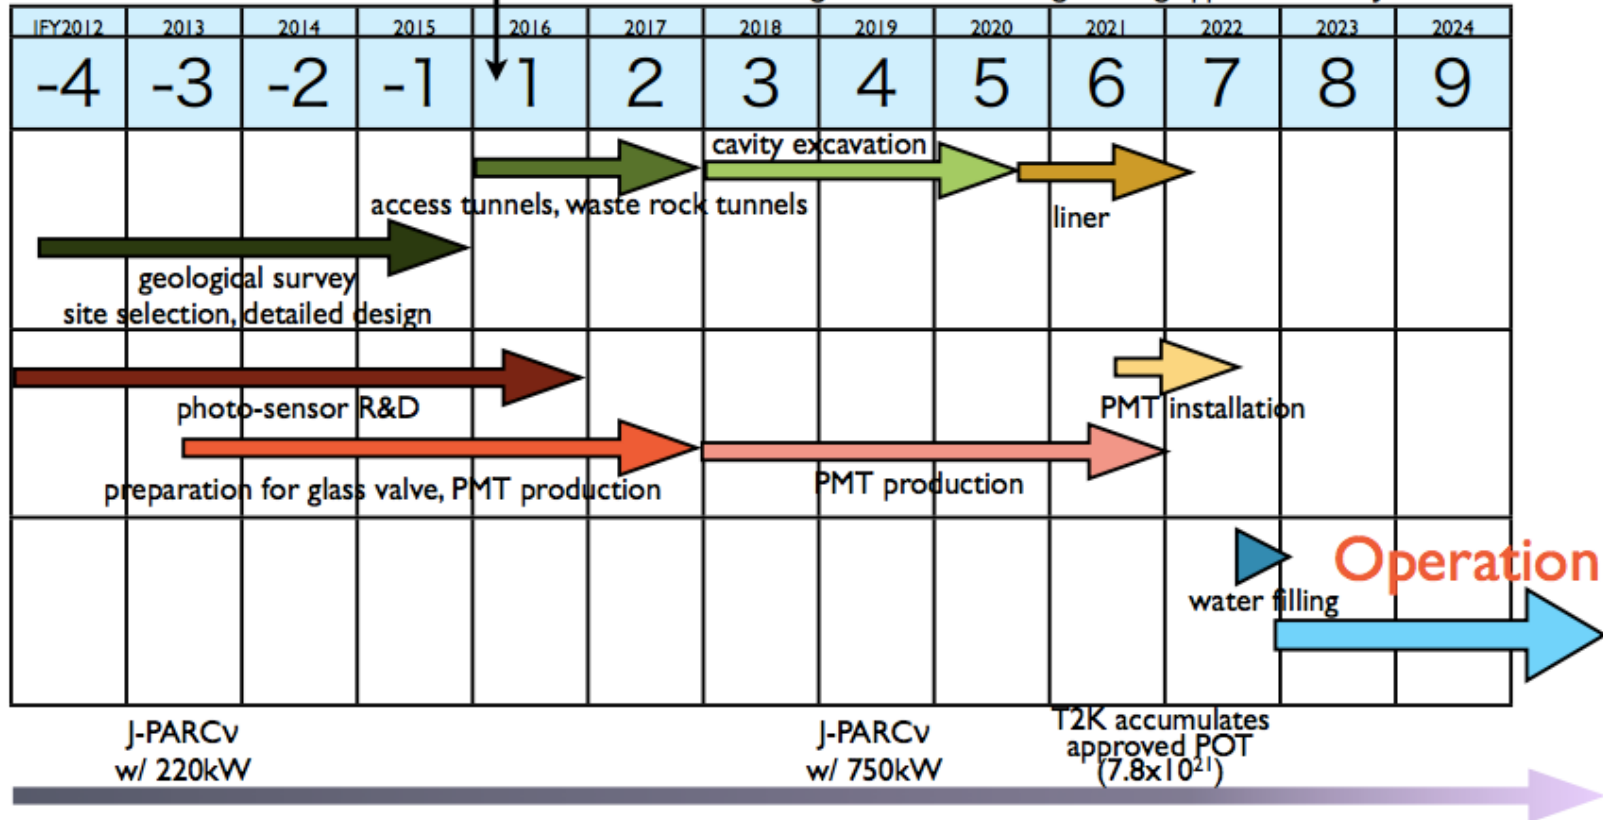 JFY2012 2013 2014 2015 2016 2017 2018 2019 2020 2021 2022 2023 2024
-4 -3 -2 -1 1 2 3 4 5 6 7 8 9
cavity excavation
access tunnels, waste rock tunnels
liner
geological survey
site selection, detailed design
photo-sensor R&D
PMT installation
preparation for glass valve, PMT production
PMT production
Operation
water filling
J-PARCν
w/ 220kW
J-PARCν
w/ 750kW
T2K accumulates
approved POT
(7.8x10²¹)